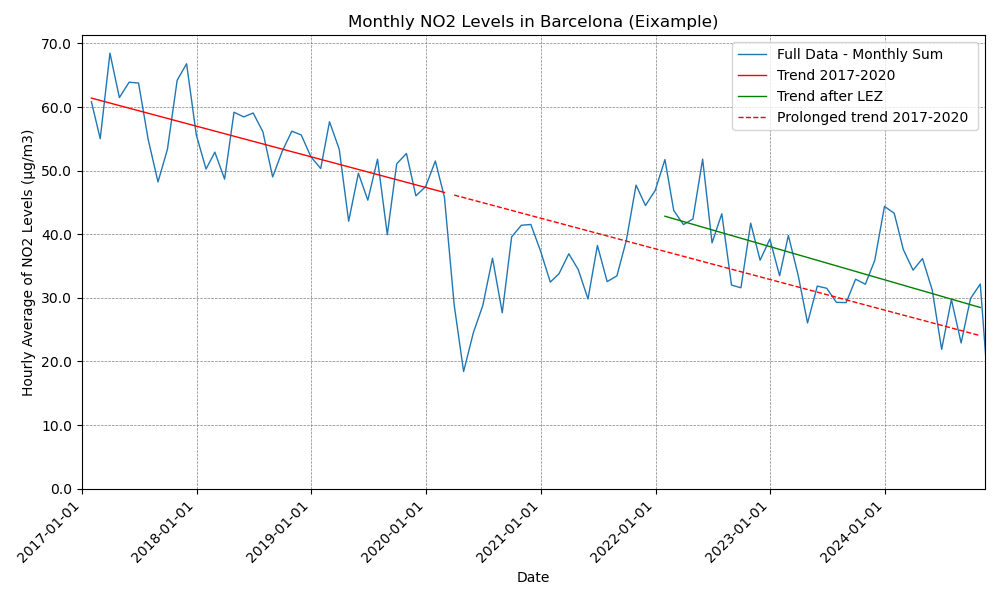 Monthly NO2 Levels in Barcelona (Eixample)
Full Data - Monthly Sum
Trend 2017-2020
Trend after LEZ
Prolonged trend 2017-2020
Hourly Average of NO2 Levels (µg/m3)
70.0
60.0
50.0
40.0
30.0
20.0
10.0
0.0
2017-01-01
2018-01-01
2019-01-01
2020-01-01
2021-01-01
2022-01-01
2023-01-01
2024-01-01
Date